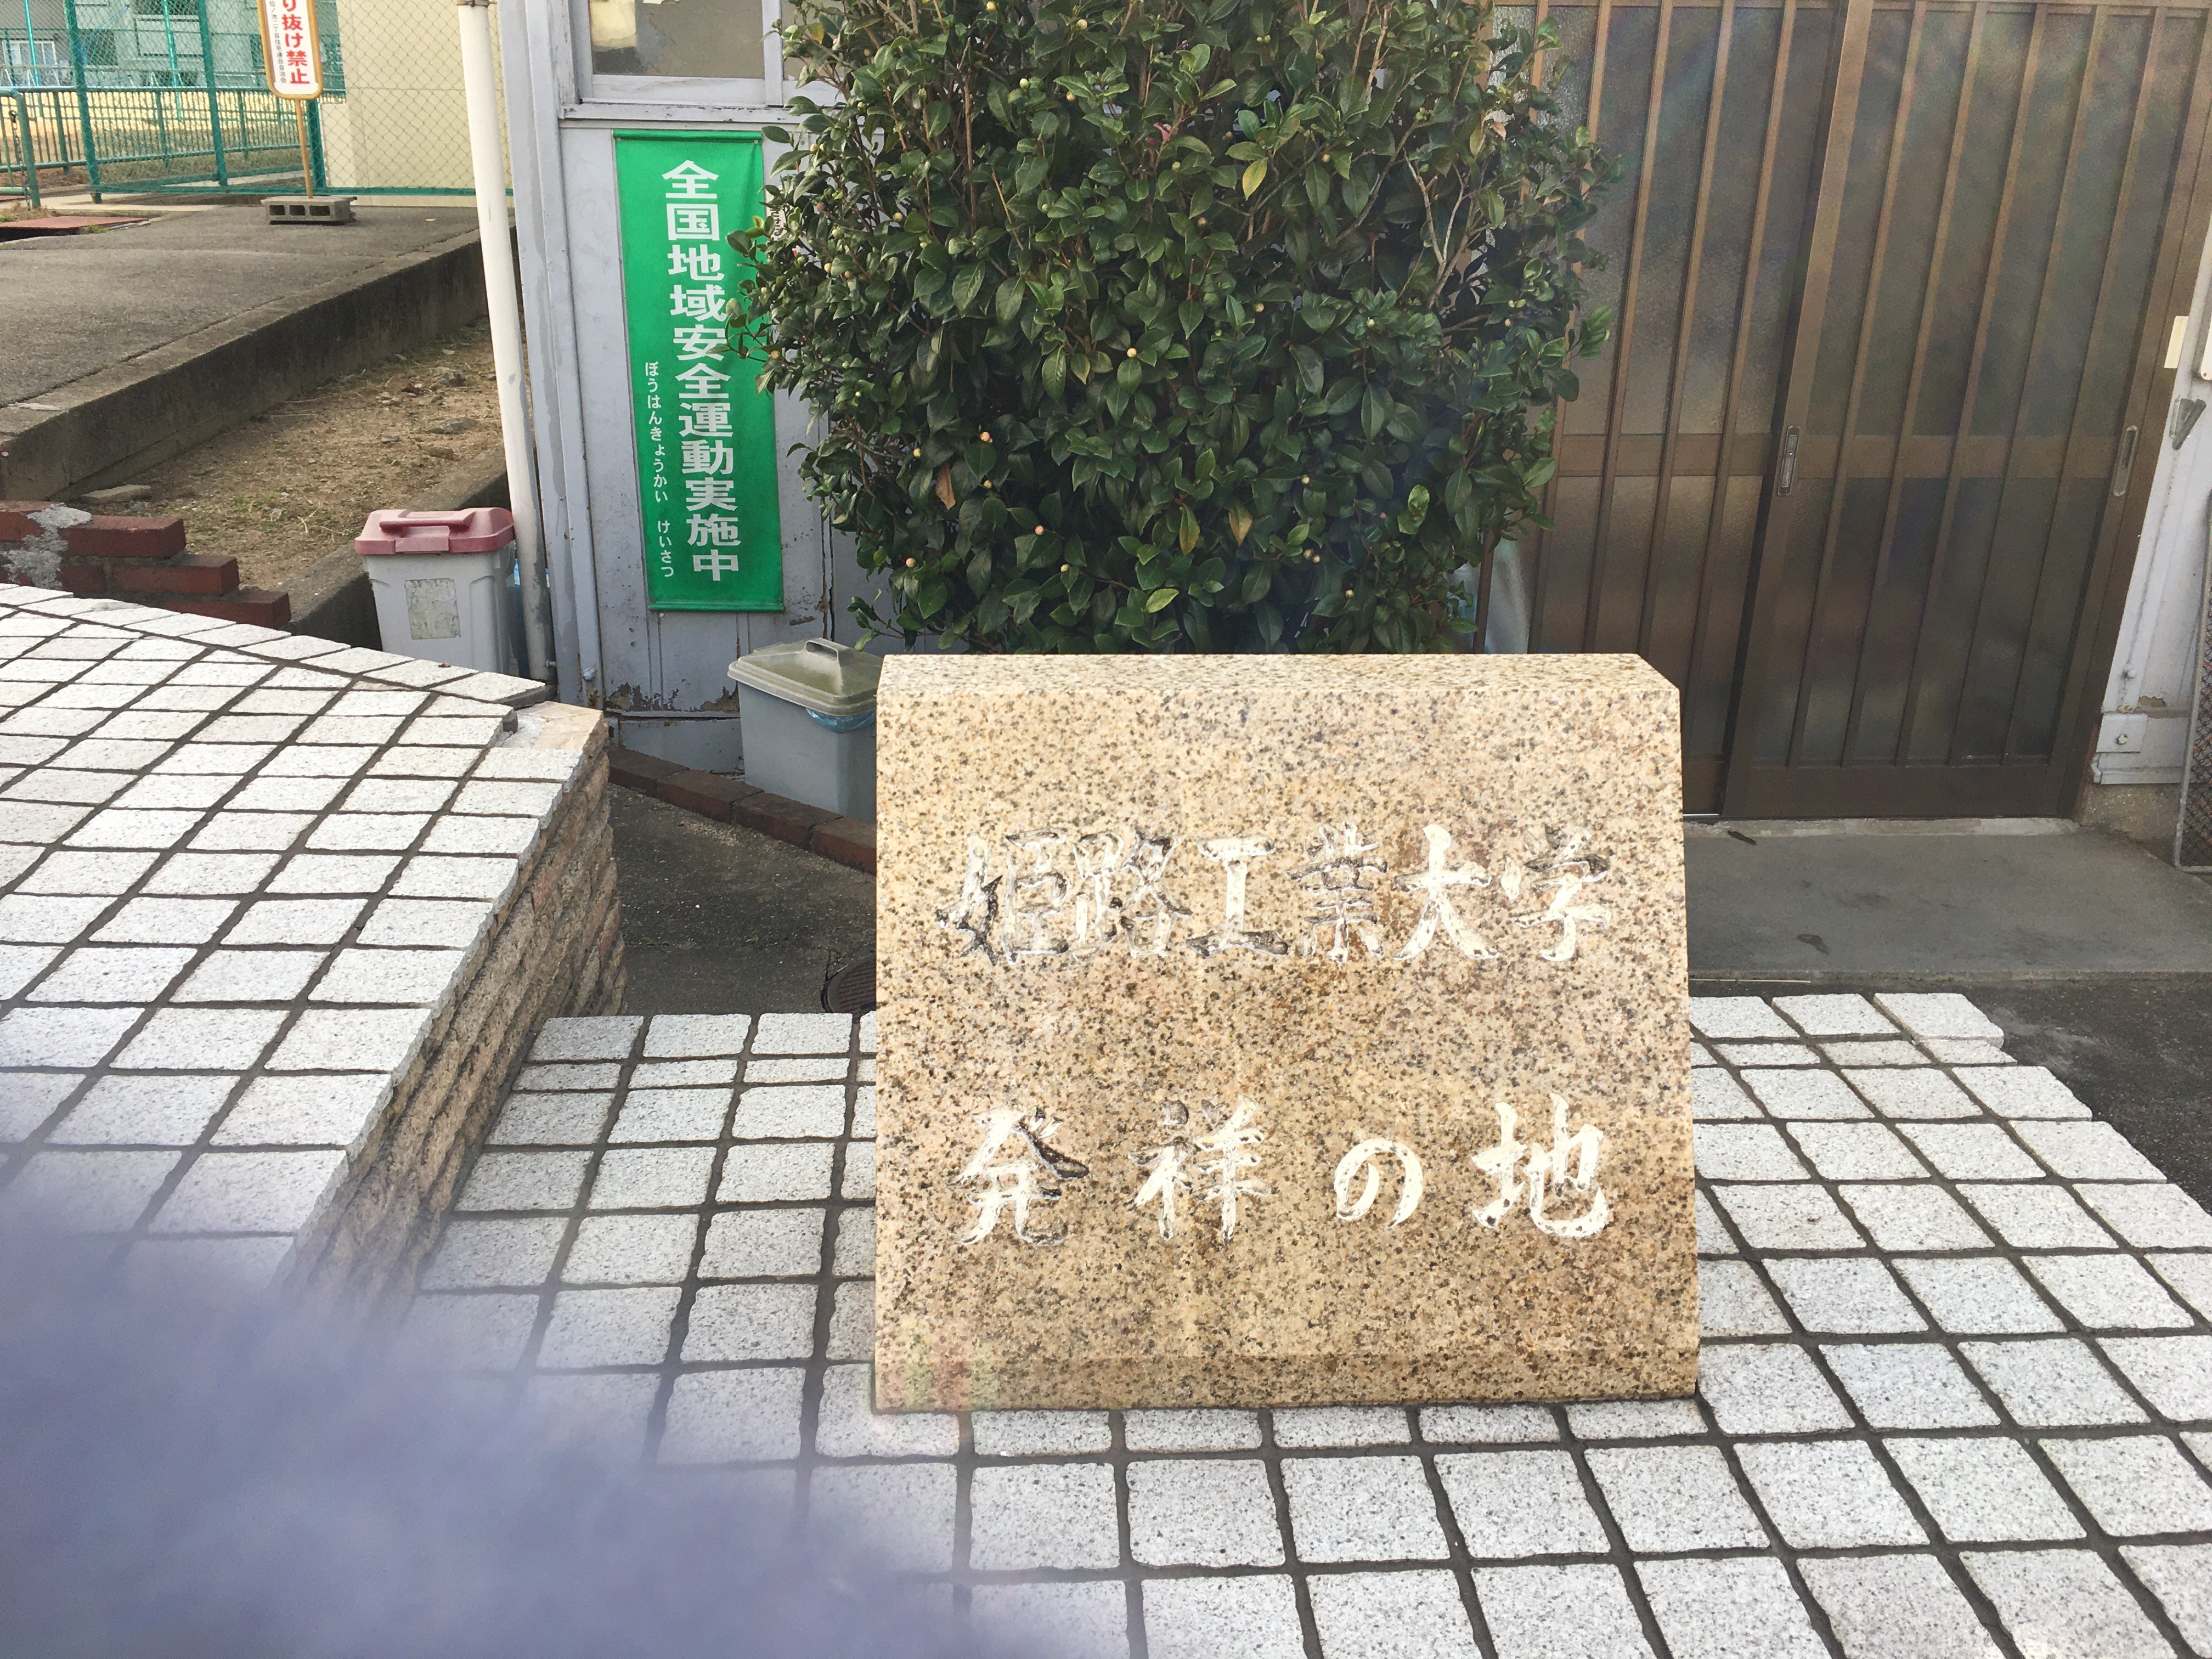 り抜け禁止
全国地域安全運動実施中
ぼうはんきょうかい けいさつ
姫路工業大学
発祥の地